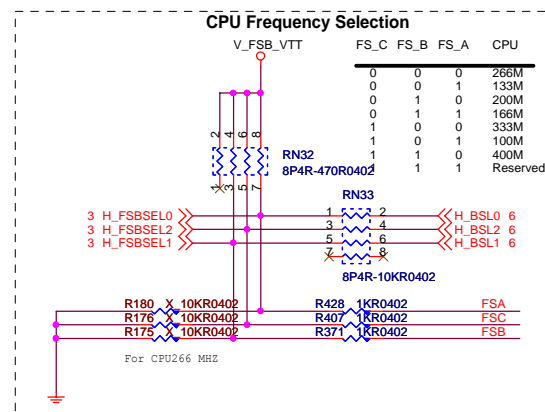 CPU Frequency Selection
V_FSB_VTT
FS_C FS_B FS_A CPU
0 0 0 266M
0 0 1 133M
0 1 0 200M
0 1 1 166M
1 0 0 333M
1 0 1 100M
1 1 0 400M
1 1 1 Reserved
2 4 6 8
RN32
8P4R-470R0402
1 3 5 7
RN33
3 H_FSBSEL0 1 2 H_BSL0 6
3 H_FSBSEL2 3 4 H_BSL2 6
3 H_FSBSEL1 5 6 H_BSL1 6
7 8
8P4R-10KR0402
R180 X 10KR0402 R428 1KR0402 FSA
R176 X 10KR0402 R407 1KR0402 FSC
R175 X 10KR0402 R371 1KR0402 FSB
For CPU266 MHZ